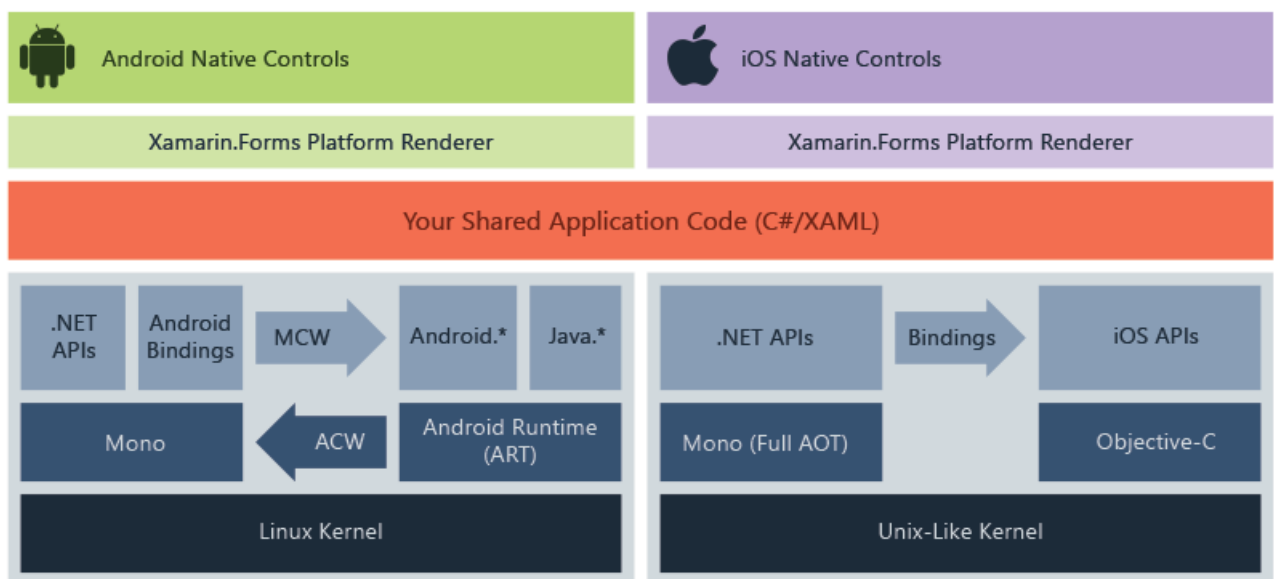 Android Native Controls
iOS Native Controls
Xamarin.Forms Platform Renderer
Xamarin.Forms Platform Renderer
Your Shared Application Code (C#/XAML)
.NET
APIs
Android
Bindings
MCW
Android.*
Java.*
Mono
ACW
Android Runtime
(ART)
Linux Kernel
.NET APIs
Bindings
iOS APIs
Mono (Full AOT)
Objective-C
Unix-Like Kernel